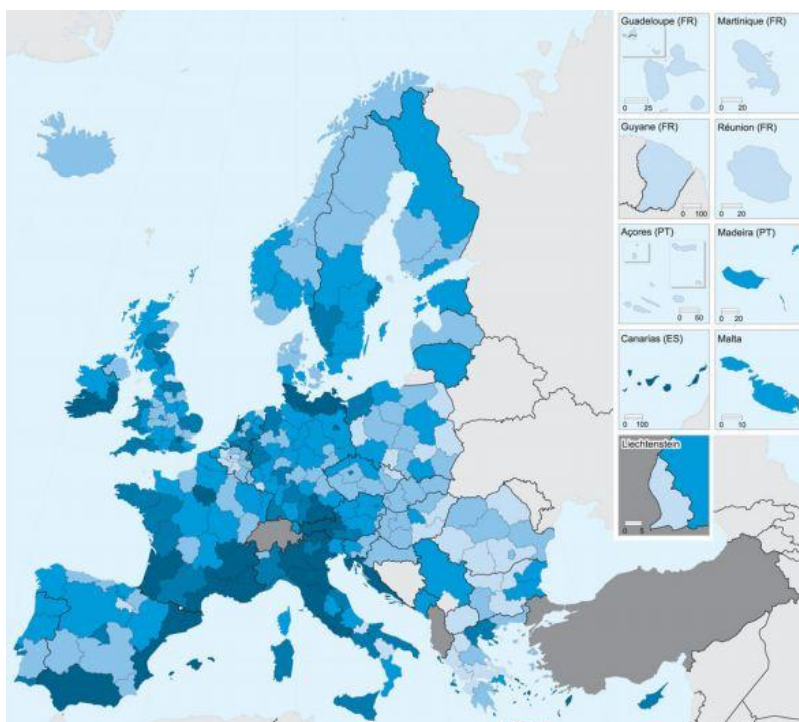 Guadeloupe (FR)
0 25
Martinique (FR)
0 20
Guyane (FR)
0 100
Réunion (FR)
0 20
Açores (PT)
0 50
Madeira (PT)
0 20
Canarias (ES)
0 100
Malta
0 10
Liechtenstein
0 5